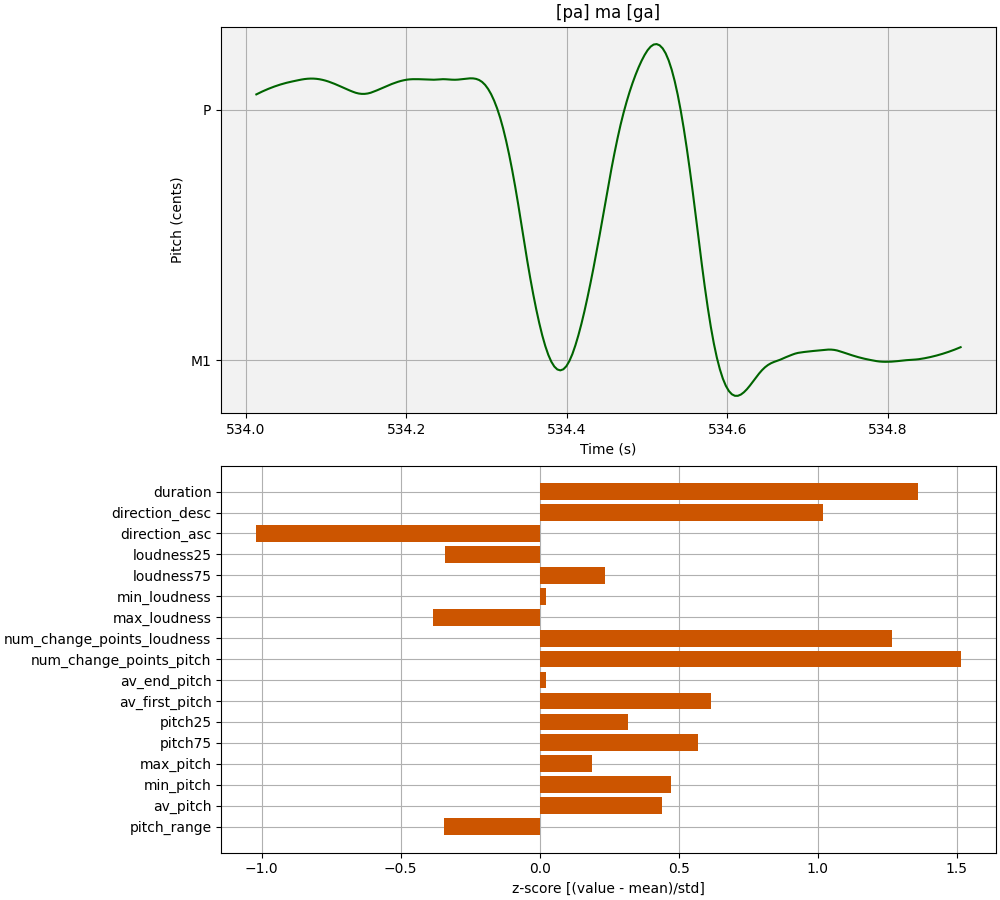 [pa] ma [ga]
P
M1
Pitch (cents)
534.0 534.2 534.4 534.6 534.8
Time (s)
duration
direction_desc
direction_asc
loudness25
loudness75
min_loudness
max_loudness
num_change_points_loudness
num_change_points_pitch
av_end_pitch
av_first_pitch
pitch25
pitch75
max_pitch
min_pitch
av_pitch
pitch_range
−1.0 −0.5 0.0 0.5 1.0 1.5
z-score [(value - mean)/std]